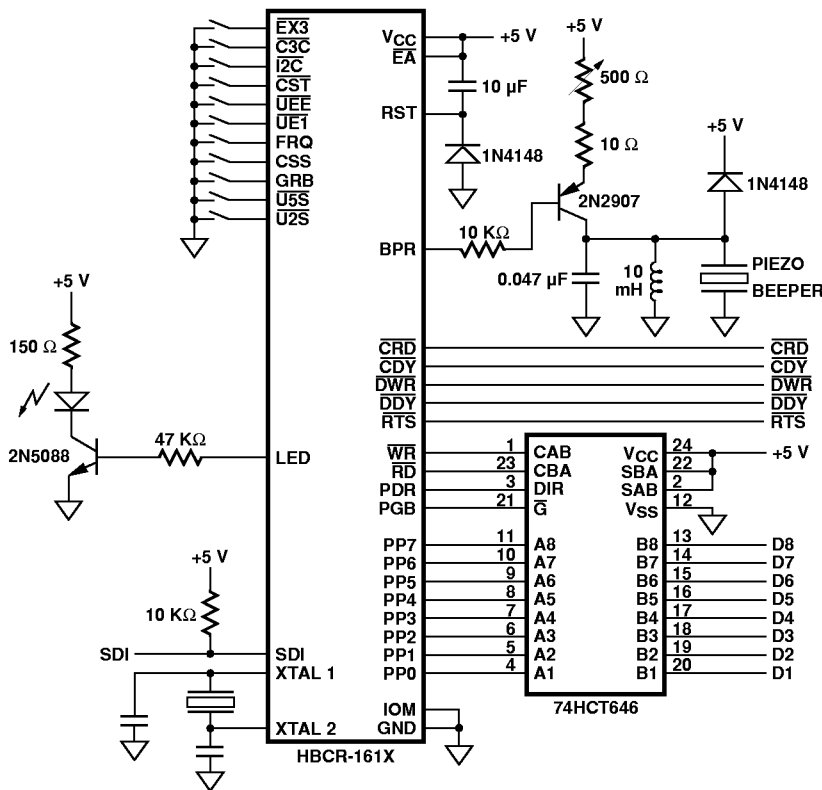 EX3
C3C
I2C
CST
UEE
UE1
FRQ
CSS
GRB
U5S
U2S
VCC
+5 V
EA
10 µF
RST
1N4148
+5 V
500 Ω
10 Ω
2N2907
+5 V
1N4148
BPR
10 KΩ
0.047 µF
10 mH
PIEZO
BEEPER
+5 V
150 Ω
2N5088
47 KΩ
LED
CRD
CRD
CDY
CDY
DWR
DWR
DDY
DDY
RTS
RTS
WR
1
CAB
VCC
24
+5 V
RD
23
CBA
SBA
22
PDR
3
DIR
SAB
2
PGB
21
G
VSS
12
PP7
11
A8
B8
13
D8
PP6
10
A7
B7
14
D7
PP5
9
A6
B6
15
D6
PP4
8
A5
B5
16
D5
PP3
7
A4
B4
17
D4
PP2
6
A3
B3
18
D3
PP1
5
A2
B2
19
D2
PP0
4
A1
B1
20
D1
74HCT646
+5 V
10 KΩ
SDI
SDI
XTAL 1
XTAL 2
IOM
GND
HBCR-161X